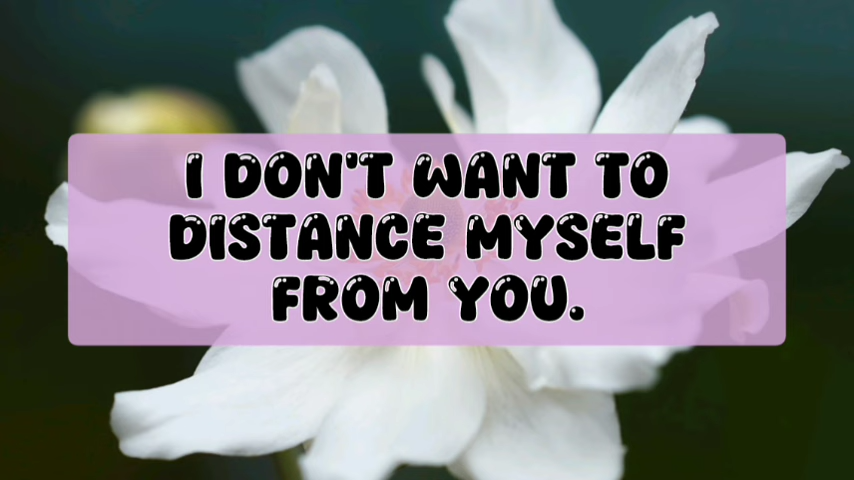 I DON'T WANT TO
DISTANCE MYSELF
FROM YOU.